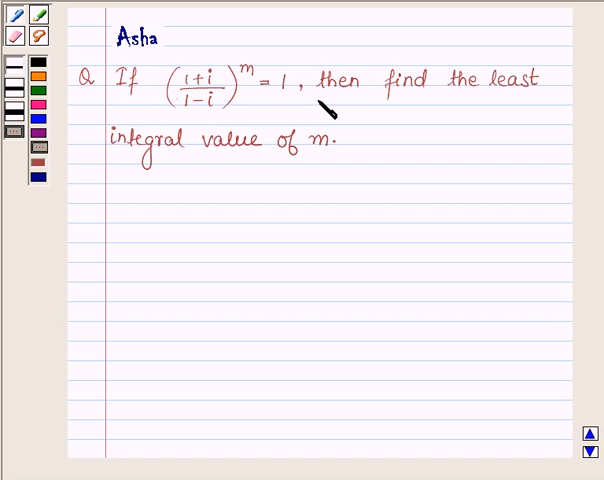 Asha
Q If ((1+i)/(1-i))^m = 1, then find the least
integral value of m.